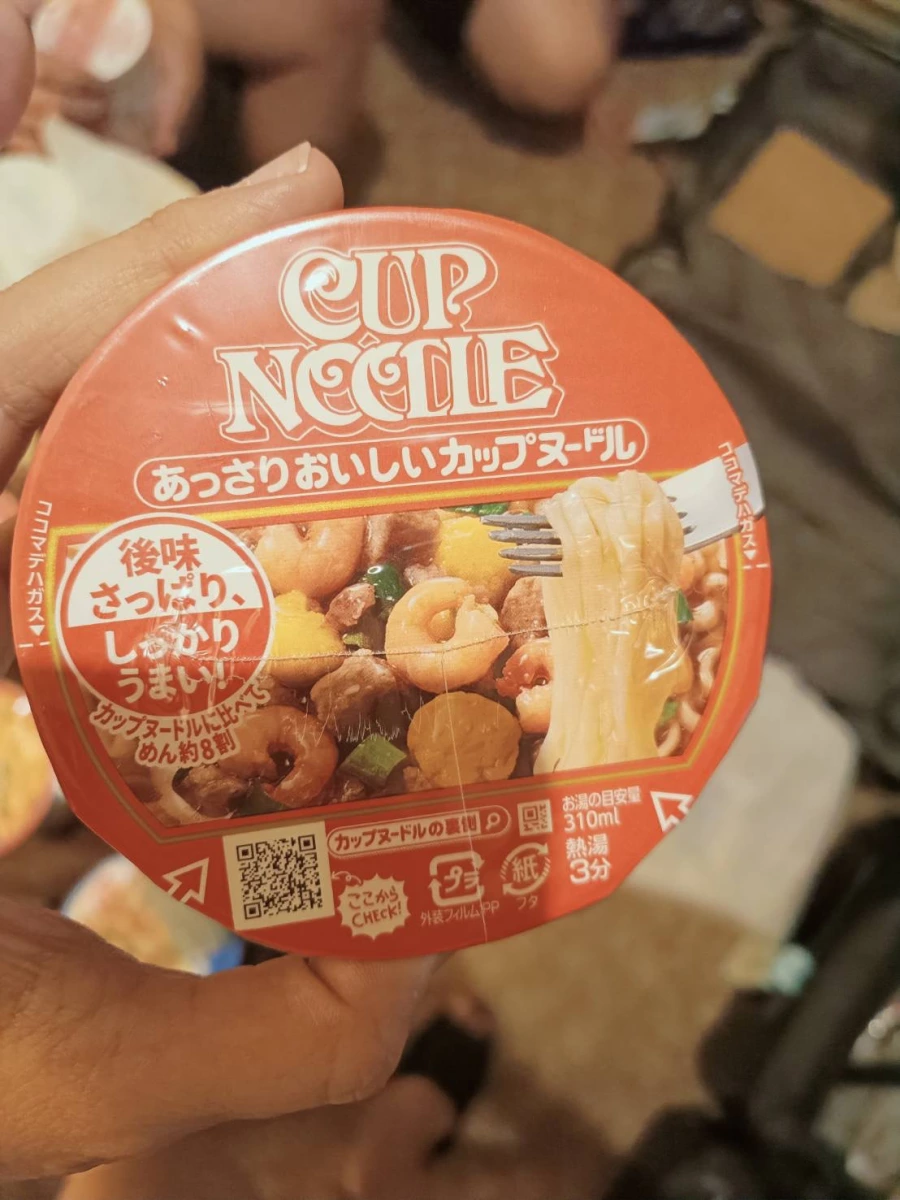 CUP
NOODLE
あっさりおいしいカップヌードル
ココマデハガス▼
ココマデハガス▼
後味
さっぱり、
しっかり
うまい!
カップヌードルに比べて
めん約8割
カップヌードルの裏側
お湯の目安量
310ml
熱湯
3分
ここから
CHECK!
プラ
外装フィルムPP
紙
フタ